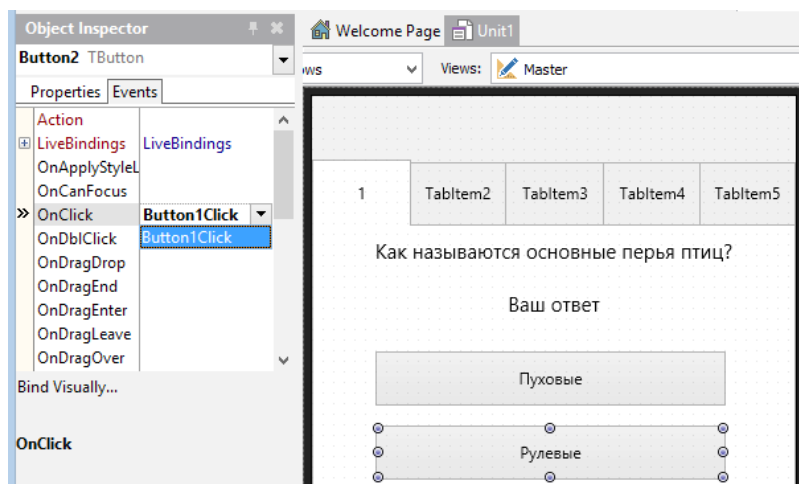 Object Inspector
Button2 TButton
Properties Events
Action
LiveBindings LiveBindings
OnApplyStyleL
OnCanFocus
OnClick Button1Click
OnDblClick Button1Click
OnDragDrop
OnDragEnd
OnDragEnter
OnDragLeave
OnDragOver
Bind Visually...
OnClick
Welcome Page Unit1
ws Views: Master
1 TabItem2 TabItem3 TabItem4 TabItem5
Как называются основные перья птиц?
Ваш ответ
Пуховые
Рулевые